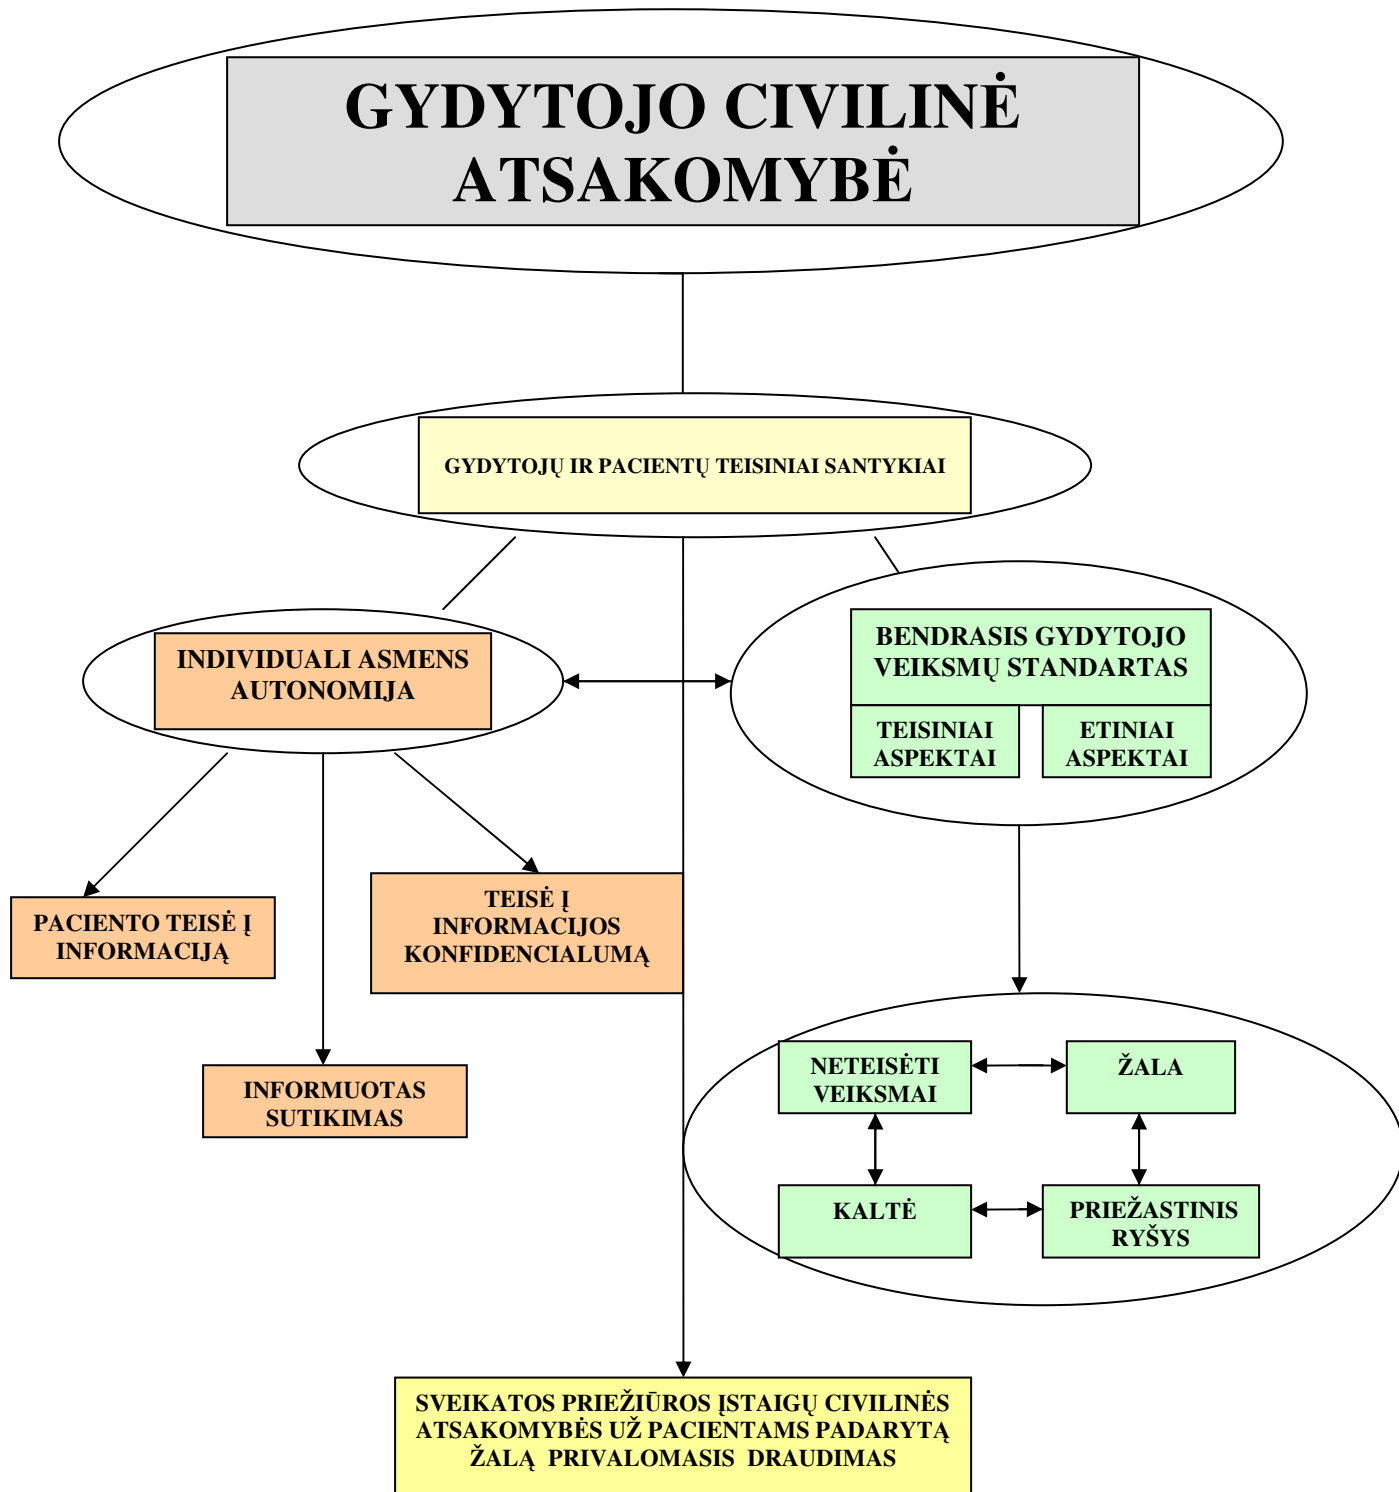 GYDYTOJO CIVILINĖ
ATSAKOMYBĖ
GYDYTOJŲ IR PACIENTŲ TEISINIAI SANTYKIAI
INDIVIDUALI ASMENS
AUTONOMIJA
BENDRASIS GYDYTOJO
VEIKSMŲ STANDARTAS
TEISINIAI
ASPEKTAI
ETINIAI
ASPEKTAI
PACIENTO TEISĖ Į
INFORMACIJĄ
TEISĖ Į
INFORMACIJOS
KONFIDENCIALUMĄ
INFORMUOTAS
SUTIKIMAS
NETEISĖTI
VEIKSMAI
ŽALA
KALTĖ
PRIEŽASTINIS
RYŠYS
SVEIKATOS PRIEŽIŪROS ĮSTAIGŲ CIVILINĖS
ATSAKOMYBĖS UŽ PACIENTAMS PADARYTĄ
ŽALĄ PRIVALOMASIS DRAUDIMAS